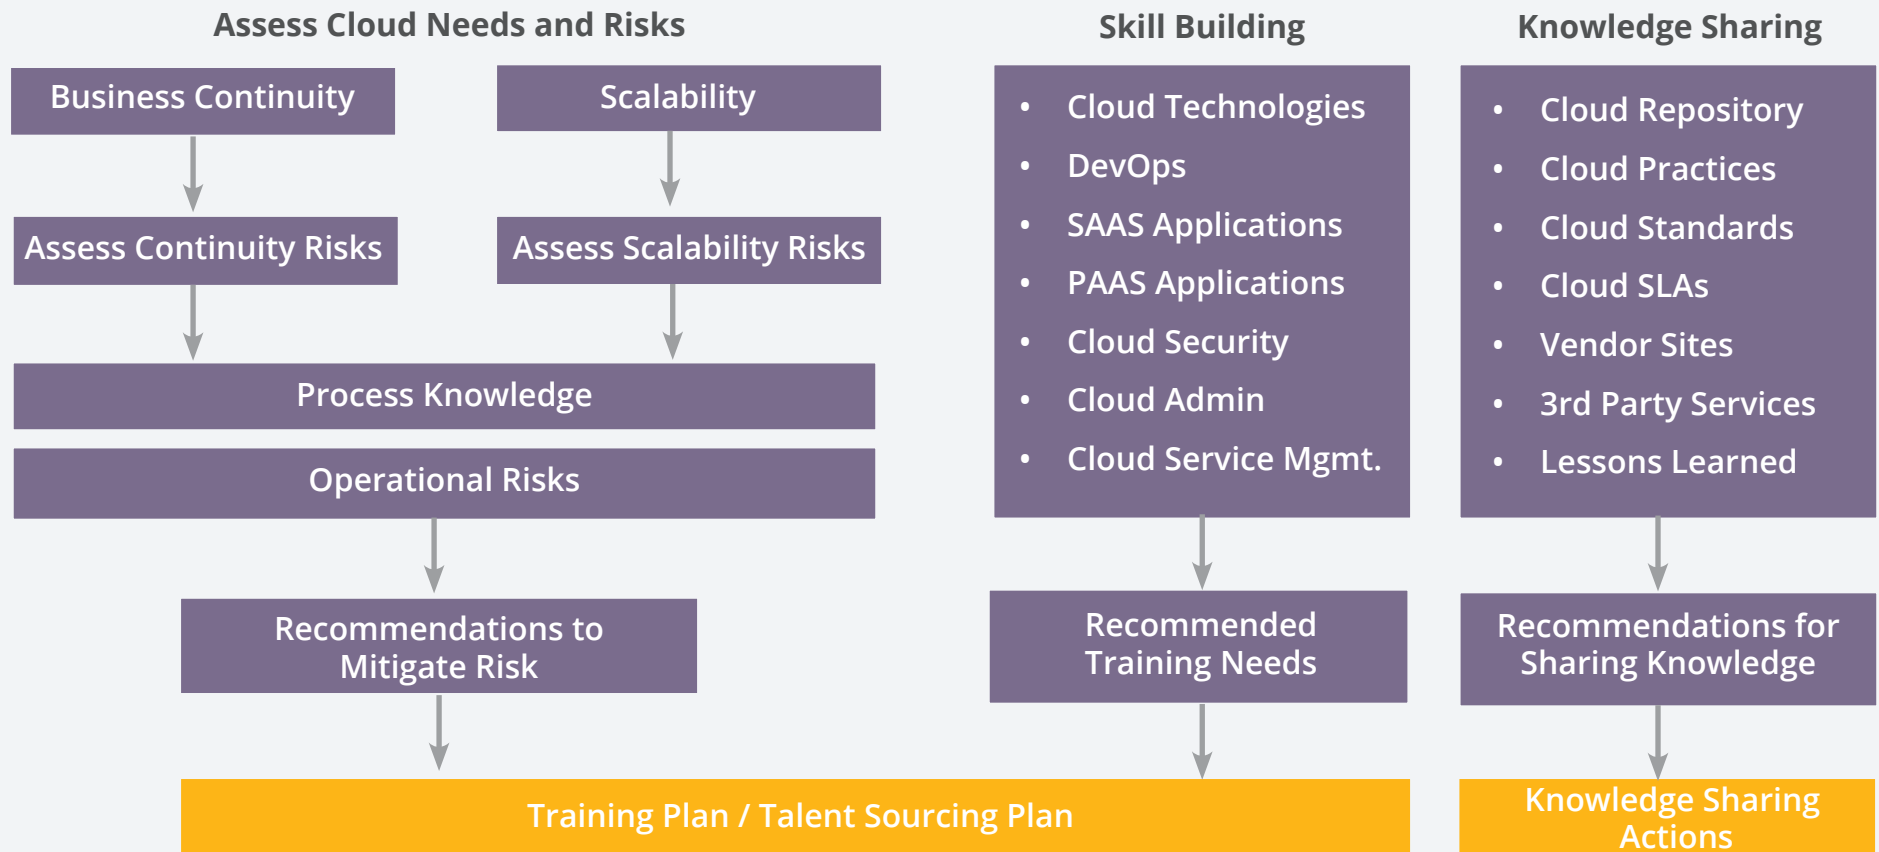 Assess Cloud Needs and Risks
Business Continuity
Scalability
Assess Continuity Risks
Assess Scalability Risks
Process Knowledge
Operational Risks
Recommendations to
Mitigate Risk
Skill Building
• Cloud Technologies
• DevOps
• SAAS Applications
• PAAS Applications
• Cloud Security
• Cloud Admin
• Cloud Service Mgmt.
Recommended
Training Needs
Training Plan / Talent Sourcing Plan
Knowledge Sharing
• Cloud Repository
• Cloud Practices
• Cloud Standards
• Cloud SLAs
• Vendor Sites
• 3rd Party Services
• Lessons Learned
Recommendations for
Sharing Knowledge
Knowledge Sharing
Actions